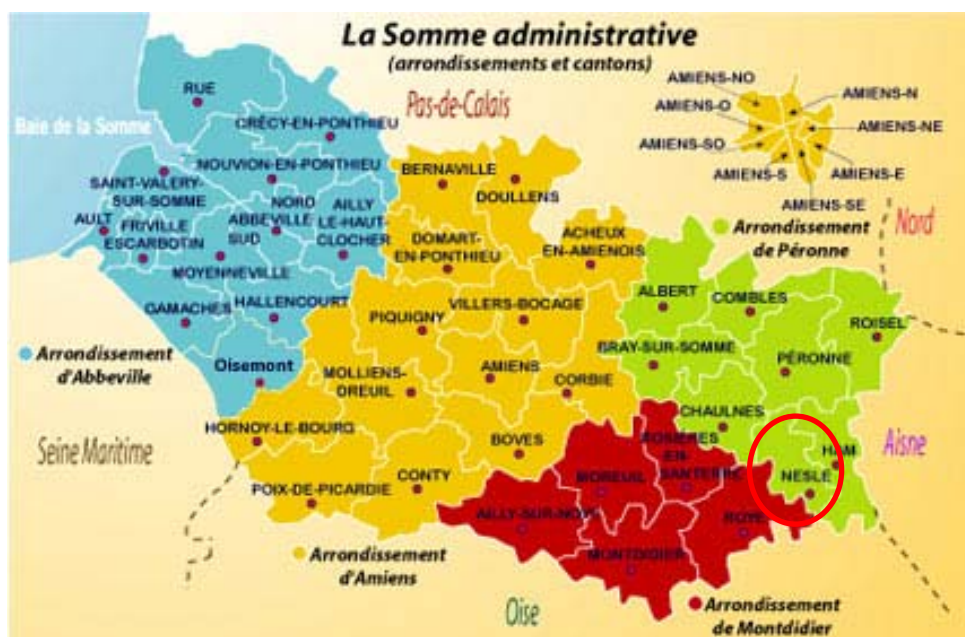 La Somme administrative
(arrondissements et cantons)
AMIENS-NO
AMIENS-N
AMIENS-O
AMIENS-NE
AMIENS-SO
AMIENS-S
AMIENS-E
AMIENS-SE
Pas-de-Calais
Nord
RUE
Baie de la Somme
CRÉCY-EN-PONTHIEU
NOUVION-EN-PONTHIEU
SAINT-VALERY-
SUR-SOMME
AULT
FRIVILLE
ESCARBOTIN
NORD
ABBEVILLE
SUD
AILLY
LE-HAUT-
CLOCHER
MOYENNEVILLE
GAMACHES
HALLENCOURT
Oisemont
Arrondissement
d'Abbeville
BERNAVILLE
DOULLENS
DOMART-
EN-PONTHIEU
ACHEUX
EN-AMIENOIS
Arrondissement
de Péronne
PIQUIGNY
VILLERS-BOCAGE
ALBERT
COMBLES
ROISEL
BRAY-SUR-SOMME
PÉRONNE
MOLLIENS-
DREUIL
AMIENS
CORBIE
HORNOY-LE-BOURG
BOVES
CHAULNES
ROSIERES
EN-
SANTERRE
HAM
NESLE
Aisne
Seine Maritime
POIX-DE-PICARDIE
CONTY
MOREUIL
AILLY-SUR-NOYE
ROYE
MONTDIDIER
Arrondissement
d'Amiens
Oise
Arrondissement
de Montdidier